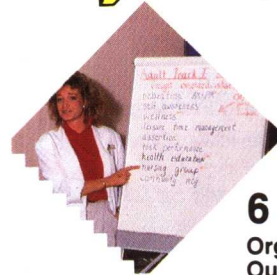 Adult Track I
self awareness
wellness
leisure time management
assertion
task performance
health education
nursing group
community mtg
6
Org
Qu